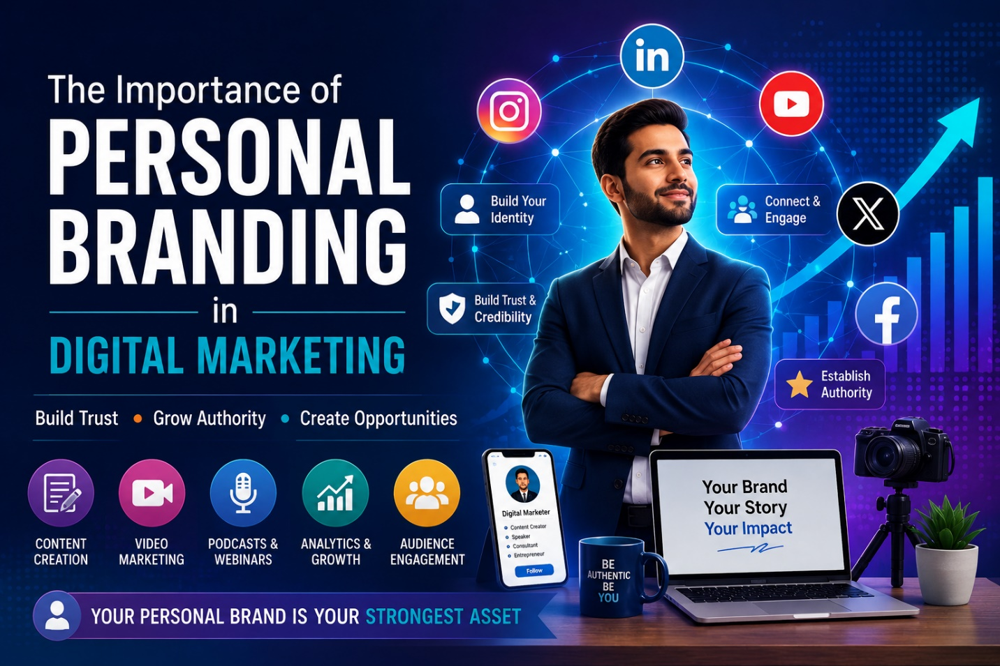 The Importance of
PERSONAL
BRANDING
in
DIGITAL MARKETING
Build Trust • Grow Authority • Create Opportunities
CONTENT
CREATION
VIDEO
MARKETING
PODCASTS &
WEBINARS
ANALYTICS &
GROWTH
AUDIENCE
ENGAGEMENT
YOUR PERSONAL BRAND IS YOUR STRONGEST ASSET
in
Build Your
Identity
Connect &
Engage
X
Build Trust &
Credibility
f
Establish
Authority
Digital Marketer
Content Creator
Speaker
Consultant
Entrepreneur
Follow
BE
AUTHENTIC
BE
YOU
Your Brand
Your Story
Your Impact